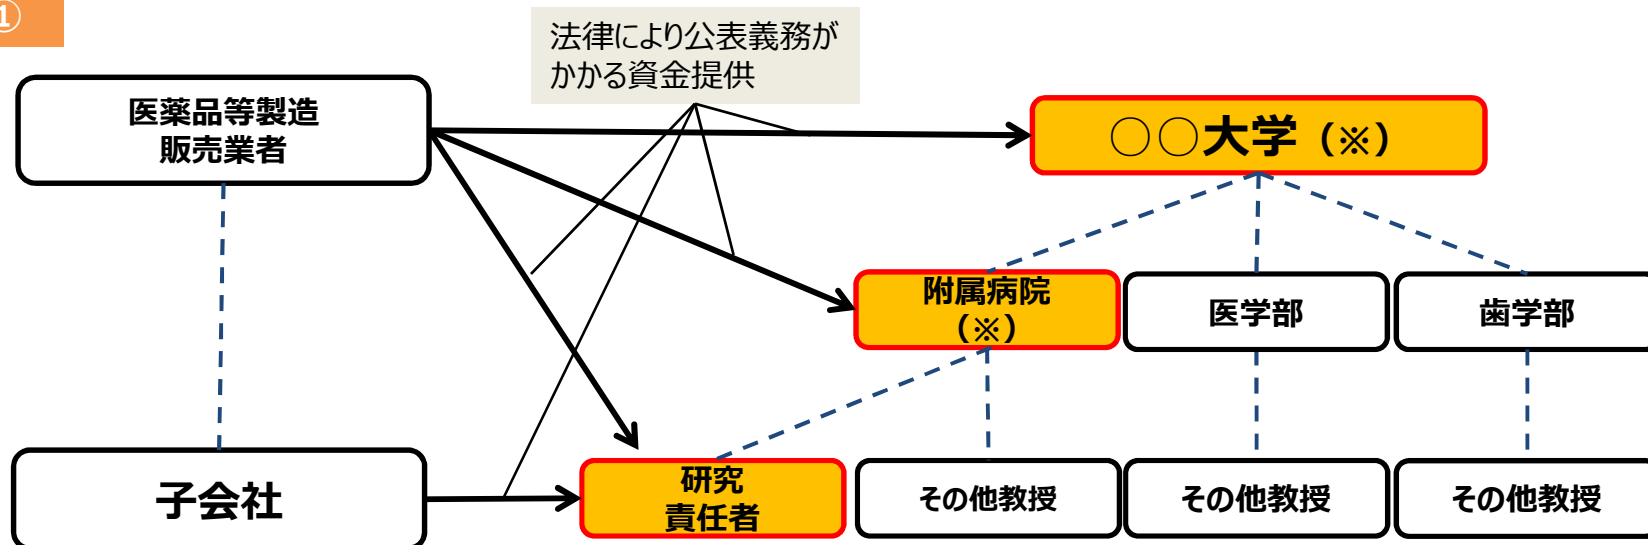 ①
法律により公表義務が
かかる資金提供
医薬品等製造
販売業者
○○大学（※）
附属病院
（※）
医学部
歯学部
子会社
研究
責任者
その他教授
その他教授
その他教授